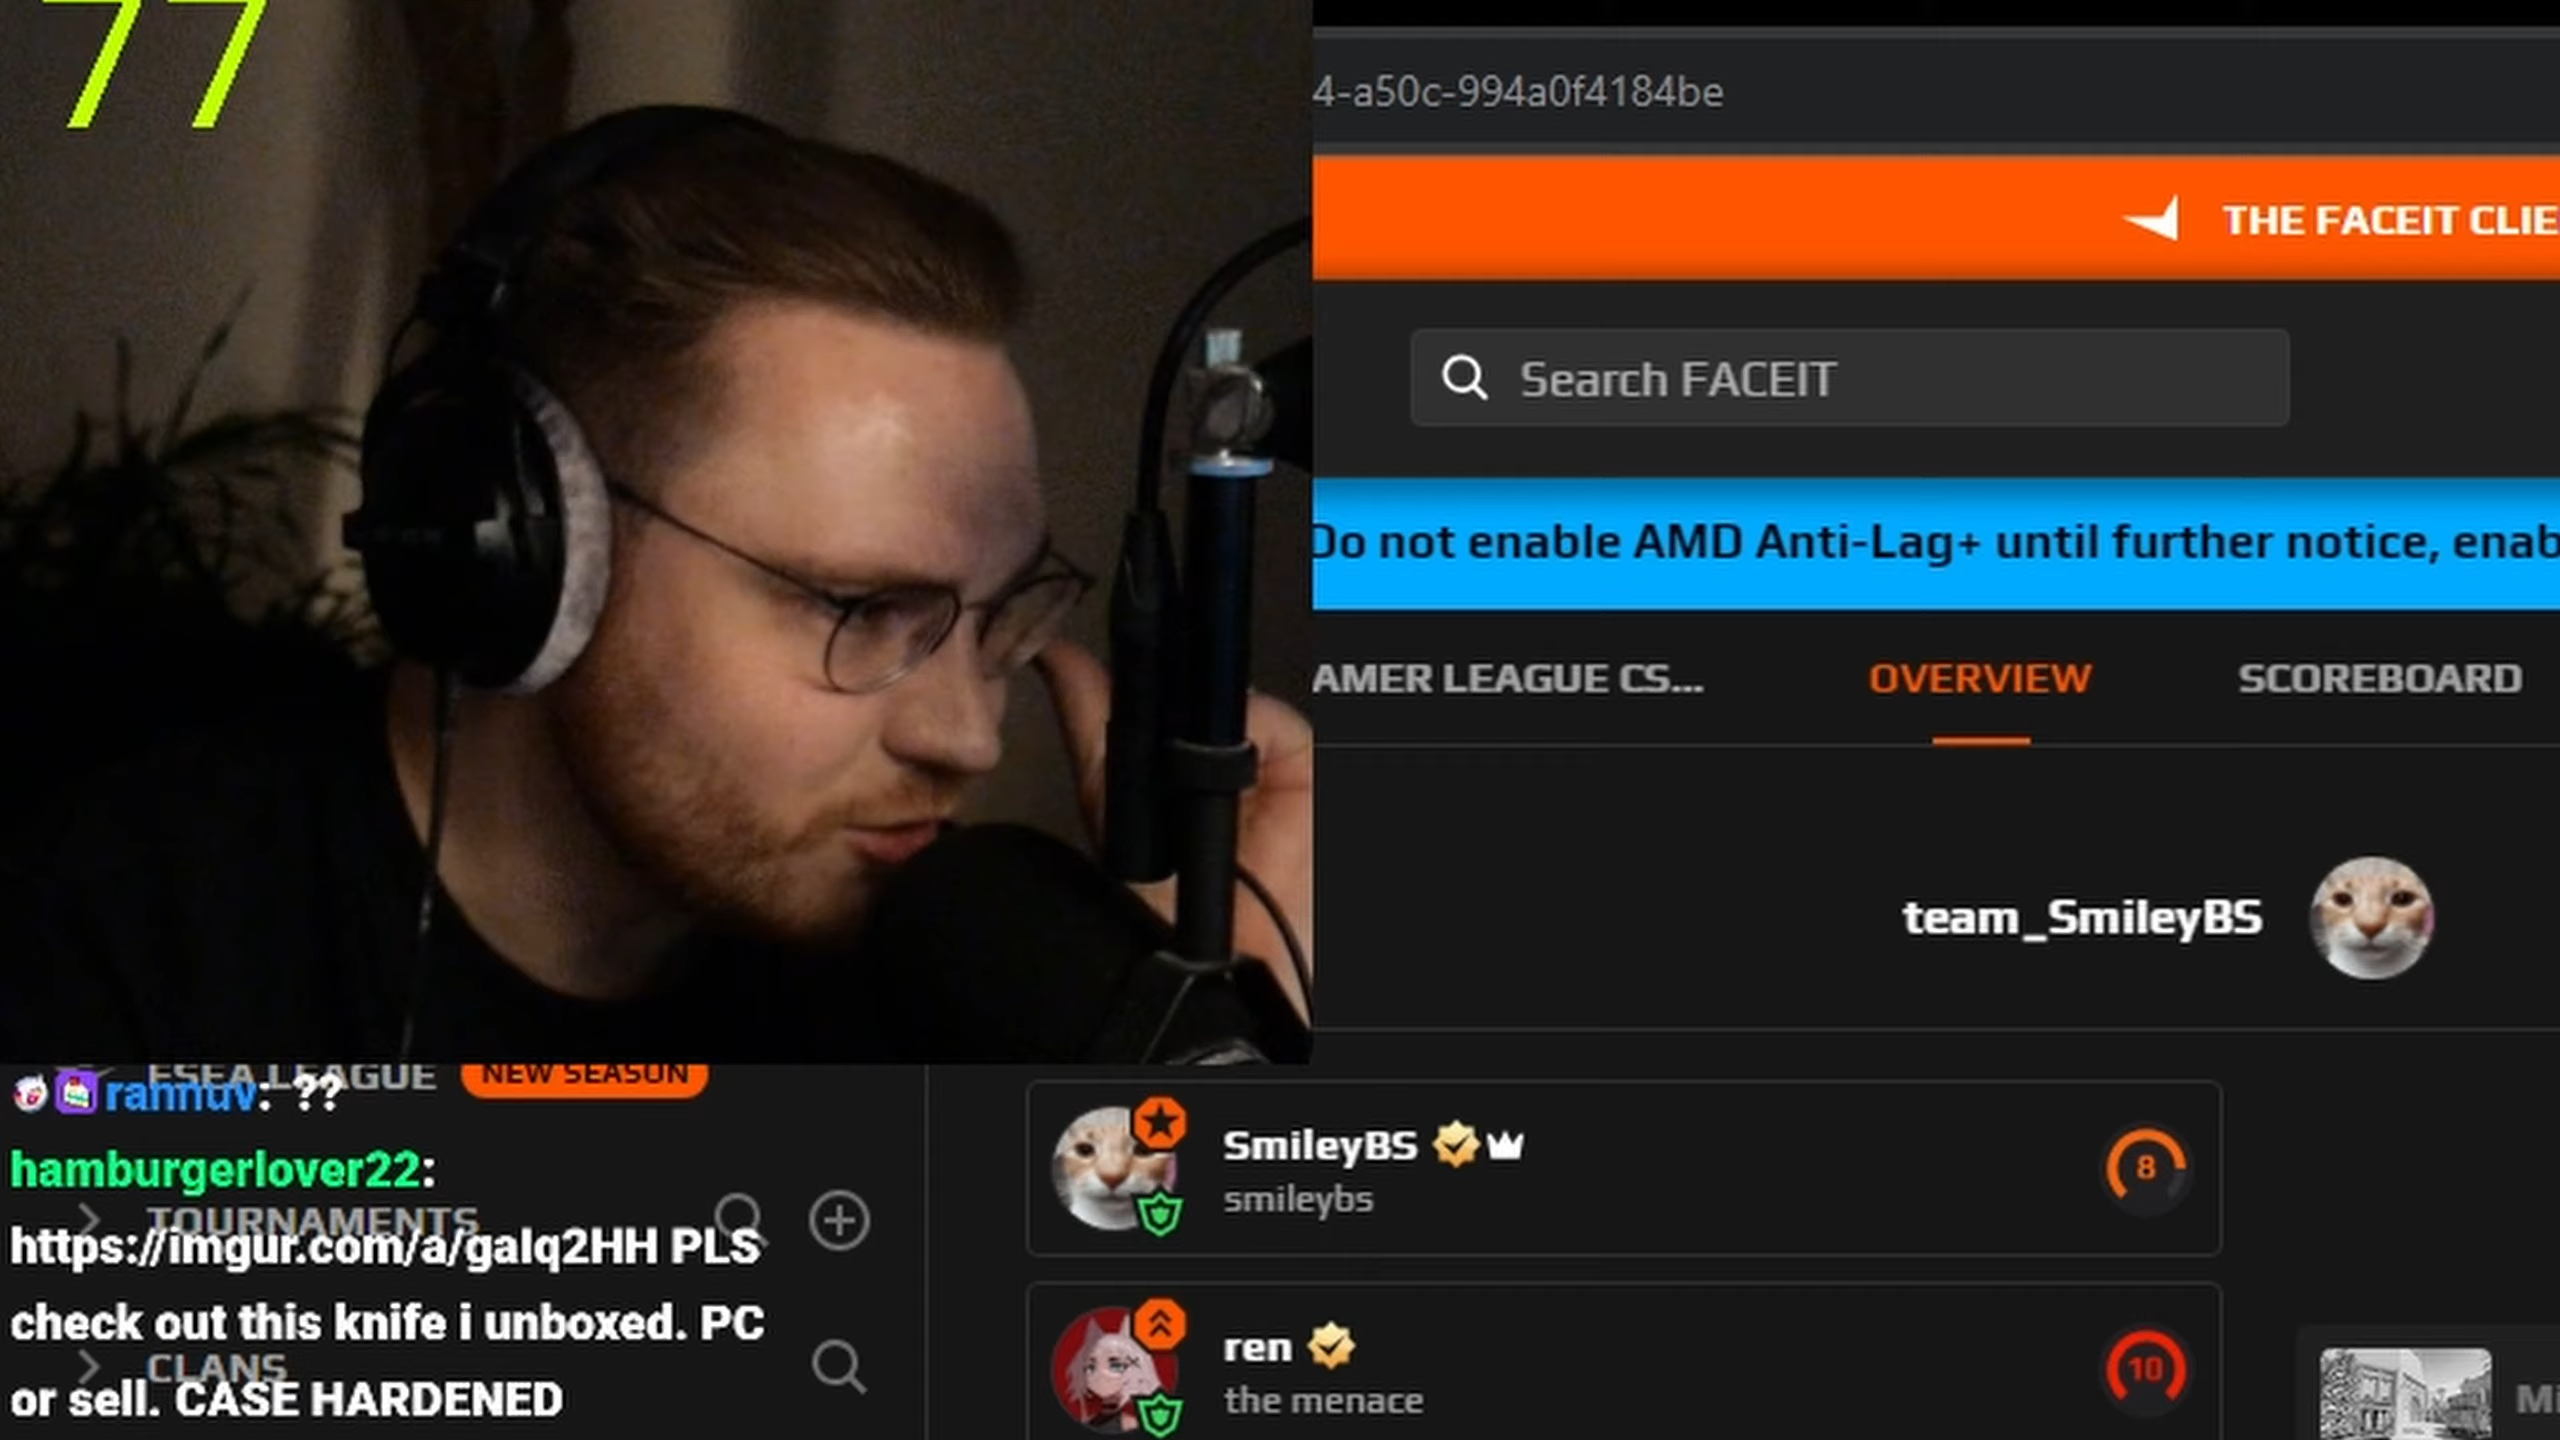 77
4-a50c-994a0f4184be
THE FACEIT CLIE
Search FACEIT
Do not enable AMD Anti-Lag+ until further notice, enab
AMER LEAGUE CS...
OVERVIEW
SCOREBOARD
team_SmileyBS
ESEA LEAGUE
NEW SEASON
rahnuv: ??
hamburgerlover22:
TOURNAMENTS
https://imgur.com/a/galq2HH PLS
check out this knife i unboxed. PC
CLANS
or sell. CASE HARDENED
SmileyBS
smileybs
8
ren
the menace
10
Mi